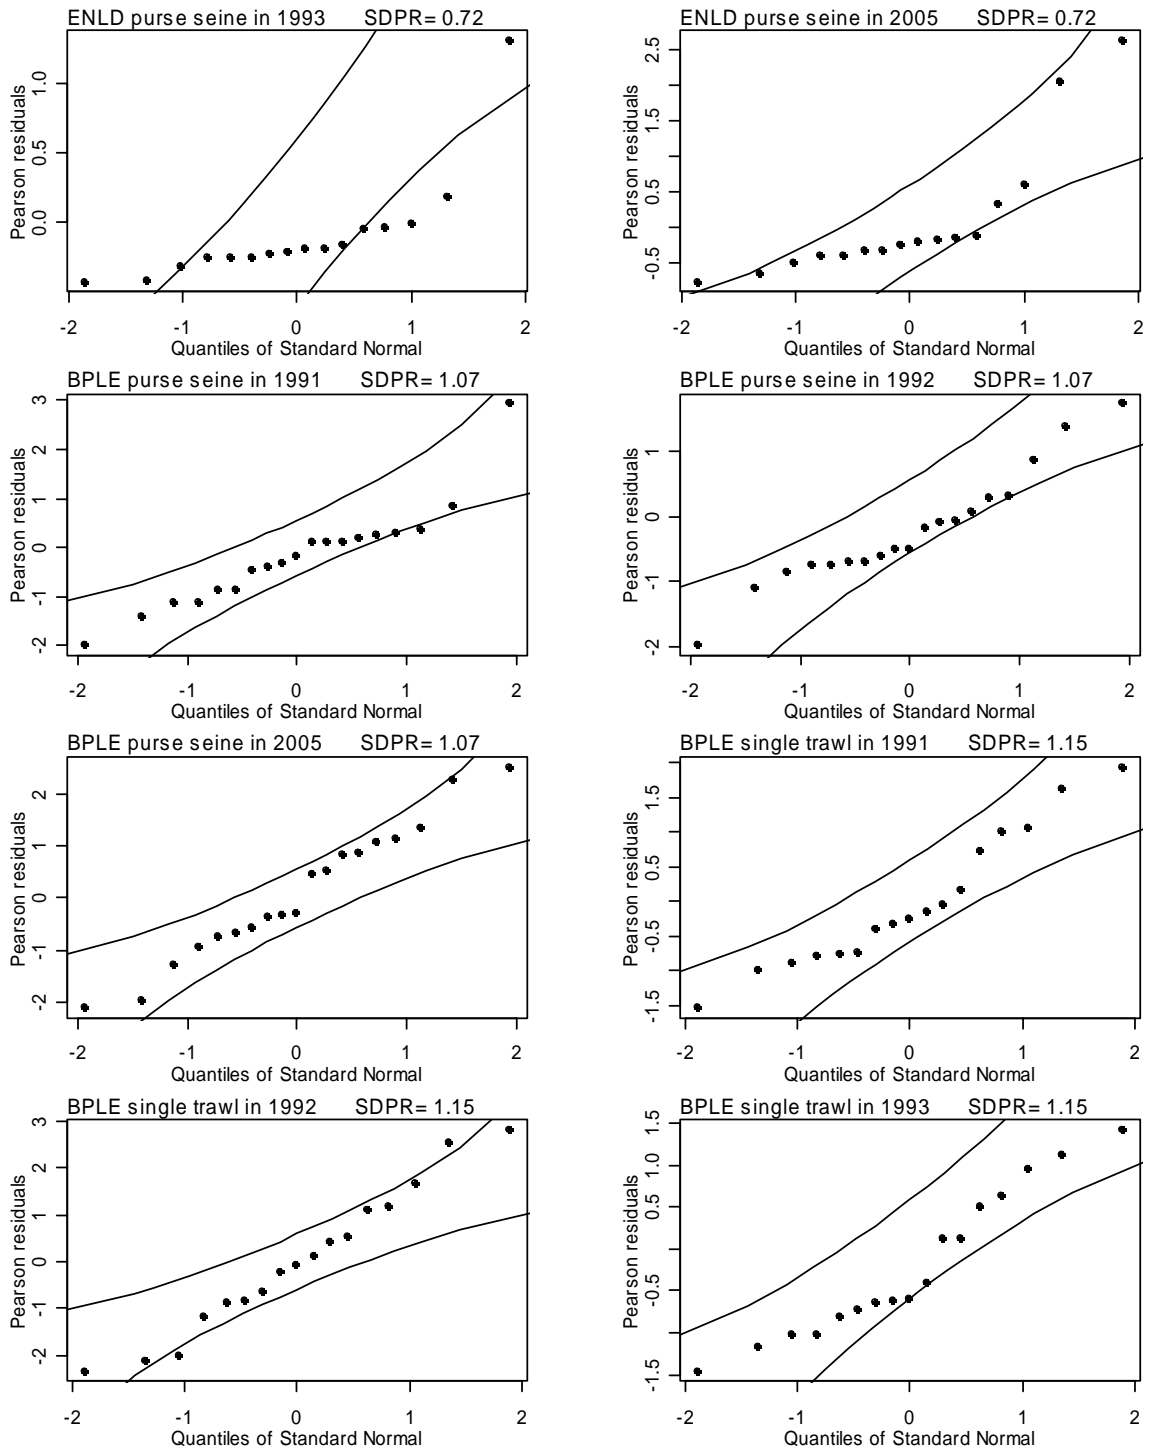 ENLD purse seine in 1993 SDPR= 0.72
Pearson residuals
1.0
0.5
0.0
-2 -1 0 1 2
Quantiles of Standard Normal
ENLD purse seine in 2005 SDPR= 0.72
Pearson residuals
2.5
1.5
0.5
-0.5
-2 -1 0 1 2
Quantiles of Standard Normal
BPLE purse seine in 1991 SDPR= 1.07
Pearson residuals
3
2
1
0
-1
-2
-2 -1 0 1 2
Quantiles of Standard Normal
BPLE purse seine in 1992 SDPR= 1.07
Pearson residuals
1
0
-1
-2
-2 -1 0 1 2
Quantiles of Standard Normal
BPLE purse seine in 2005 SDPR= 1.07
Pearson residuals
2
1
0
-1
-2
-2 -1 0 1 2
Quantiles of Standard Normal
BPLE single trawl in 1991 SDPR= 1.15
Pearson residuals
1.5
0.5
-0.5
-1.5
-2 -1 0 1 2
Quantiles of Standard Normal
BPLE single trawl in 1992 SDPR= 1.15
Pearson residuals
3
2
1
0
-1
-2
-2 -1 0 1 2
Quantiles of Standard Normal
BPLE single trawl in 1993 SDPR= 1.15
Pearson residuals
1.5
1.0
0.5
-0.5
-1.5
-2 -1 0 1 2
Quantiles of Standard Normal